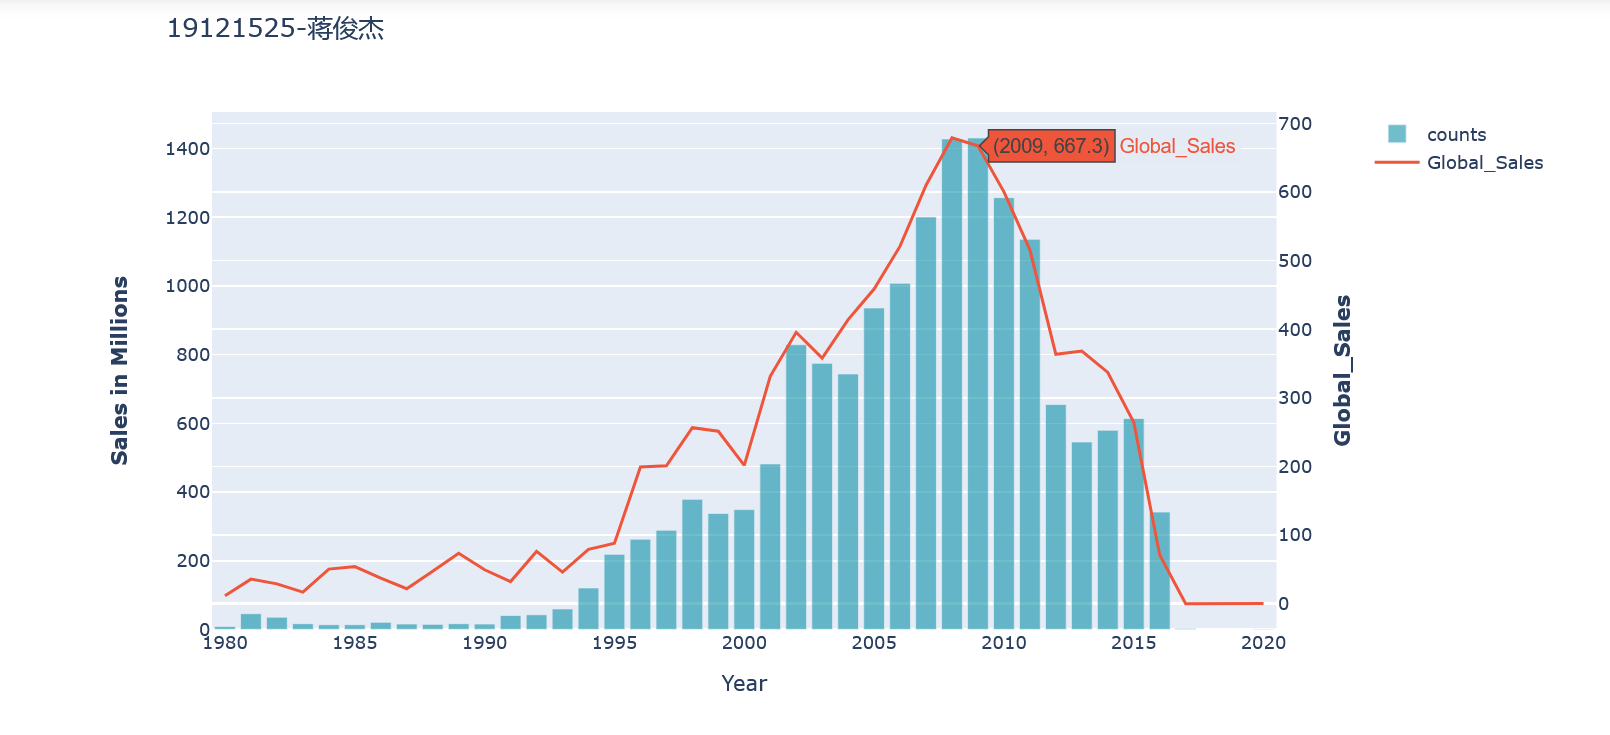 19121525-蒋俊杰
1400
1200
1000
800
600
400
200
0
Sales in Millions
700
600
500
400
300
200
100
0
Global_Sales
(2009, 667.3) Global_Sales
counts
Global_Sales
1980 1985 1990 1995 2000 2005 2010 2015 2020
Year